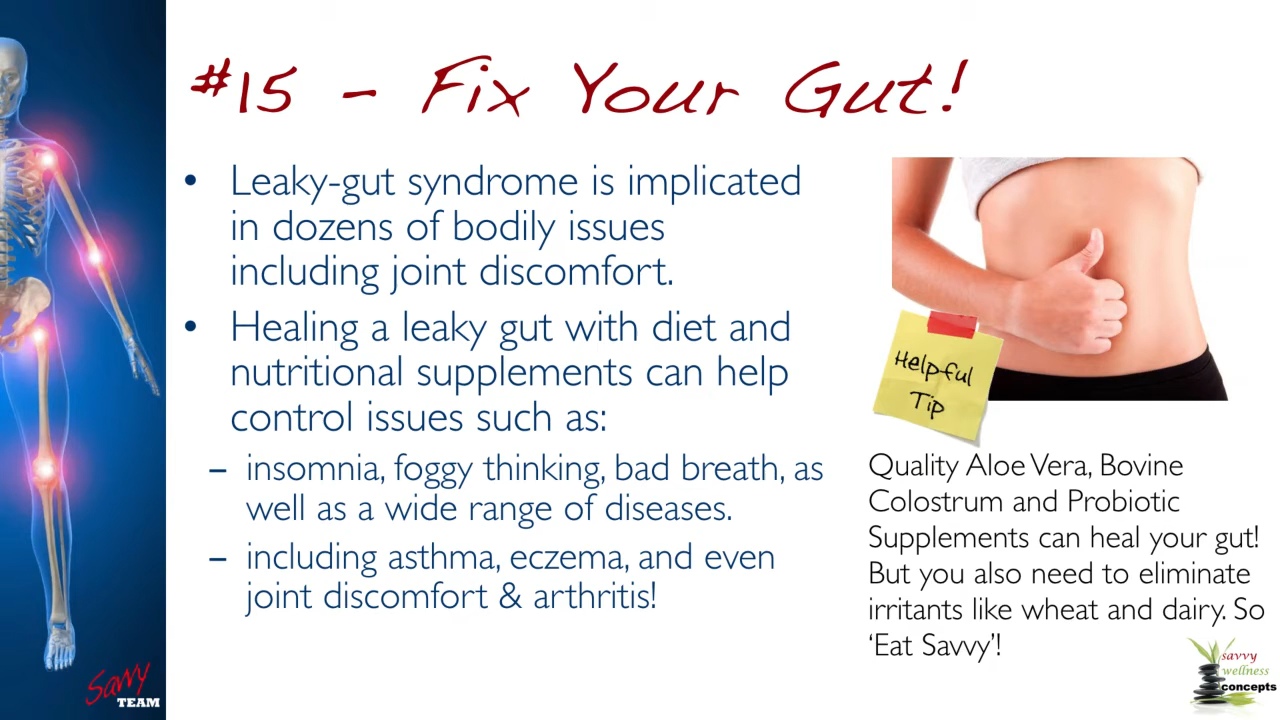 #15 - Fix Your Gut!
• Leaky-gut syndrome is implicated
in dozens of bodily issues
including joint discomfort.
• Healing a leaky gut with diet and
nutritional supplements can help
control issues such as:
– insomnia, foggy thinking, bad breath, as
well as a wide range of diseases.
– including asthma, eczema, and even
joint discomfort & arthritis!
Helpful
Tip
Quality Aloe Vera, Bovine
Colostrum and Probiotic
Supplements can heal your gut!
But you also need to eliminate
irritants like wheat and dairy. So
‘Eat Savvy’!
Savvy
TEAM
savvy
wellness
concepts